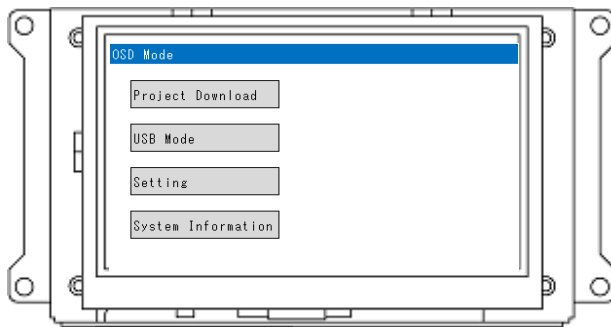 OSD Mode
Project Download
USB Mode
Setting
System Information